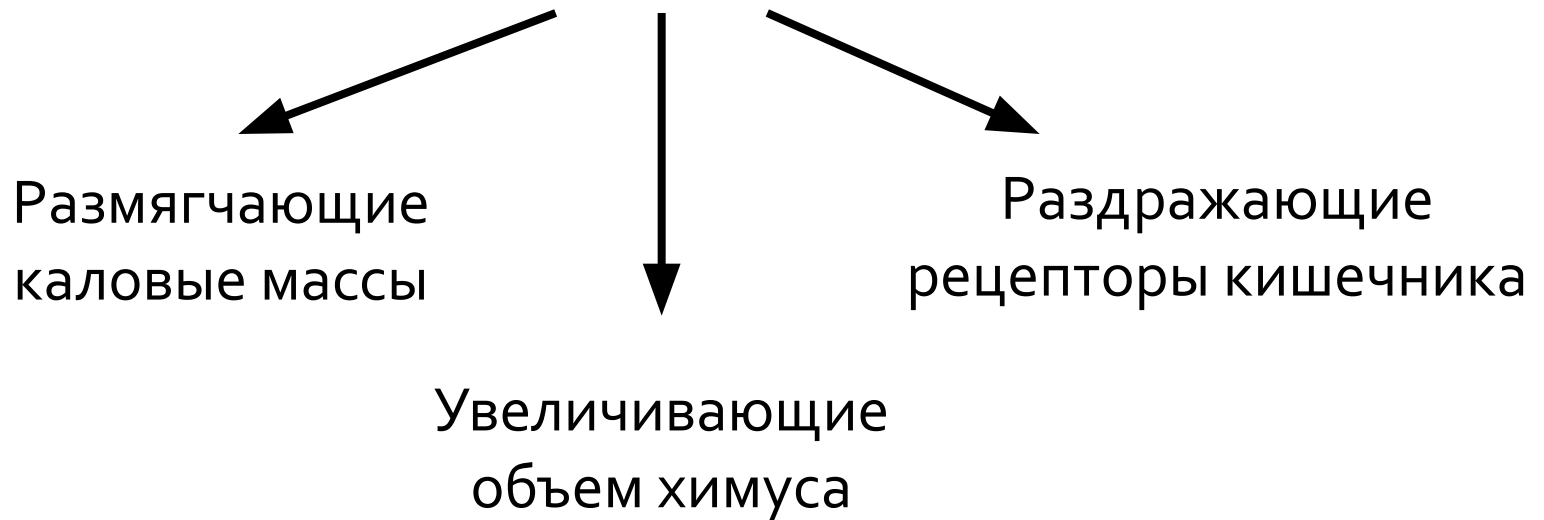 Размягчающие
каловые массы
Увеличивающие
объем химуса
Раздражающие
рецепторы кишечника